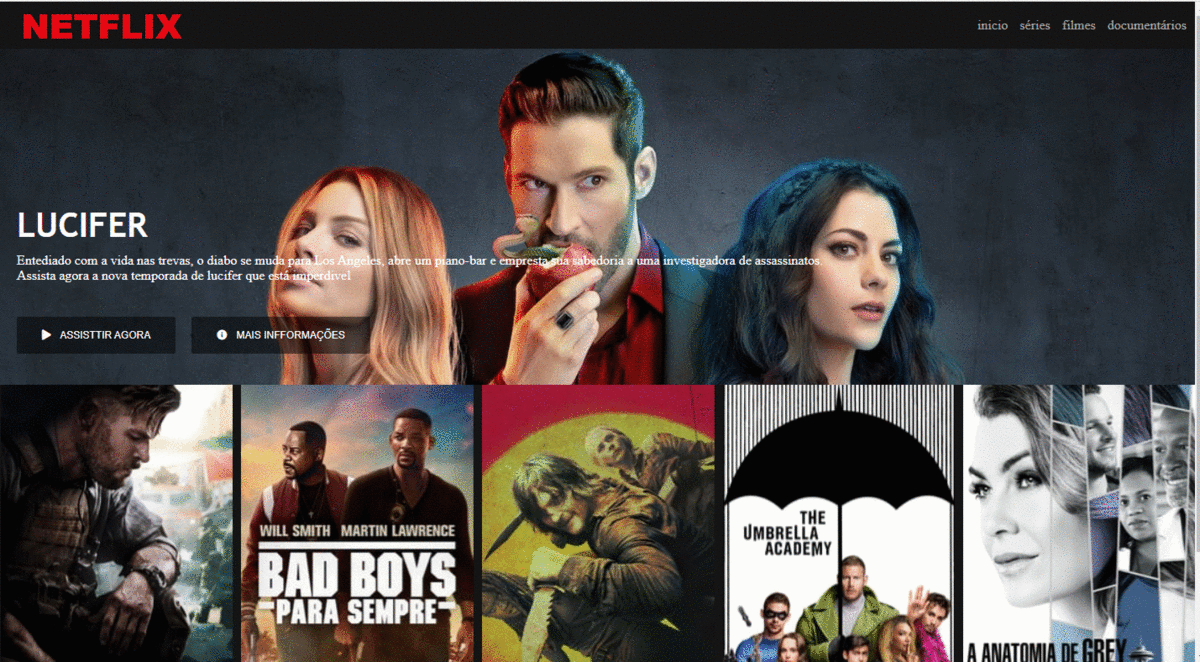 NETFLIX
inicio séries filmes documentários
LUCIFER
Entediado com a vida nas trevas, o diabo se muda para Los Angeles, abre um piano-bar e empresta sua sabedoria a uma investigadora de assassinatos.
Assista agora a nova temporada de lucifer que está imperdivel
ASSISTTIR AGORA
MAIS INFFORMAÇÕES
WILL SMITH MARTIN LAWRENCE
BAD BOYS
PARA SEMPRE
THE
UMBRELLA
ACADEMY
A ANATOMIA DE GREY